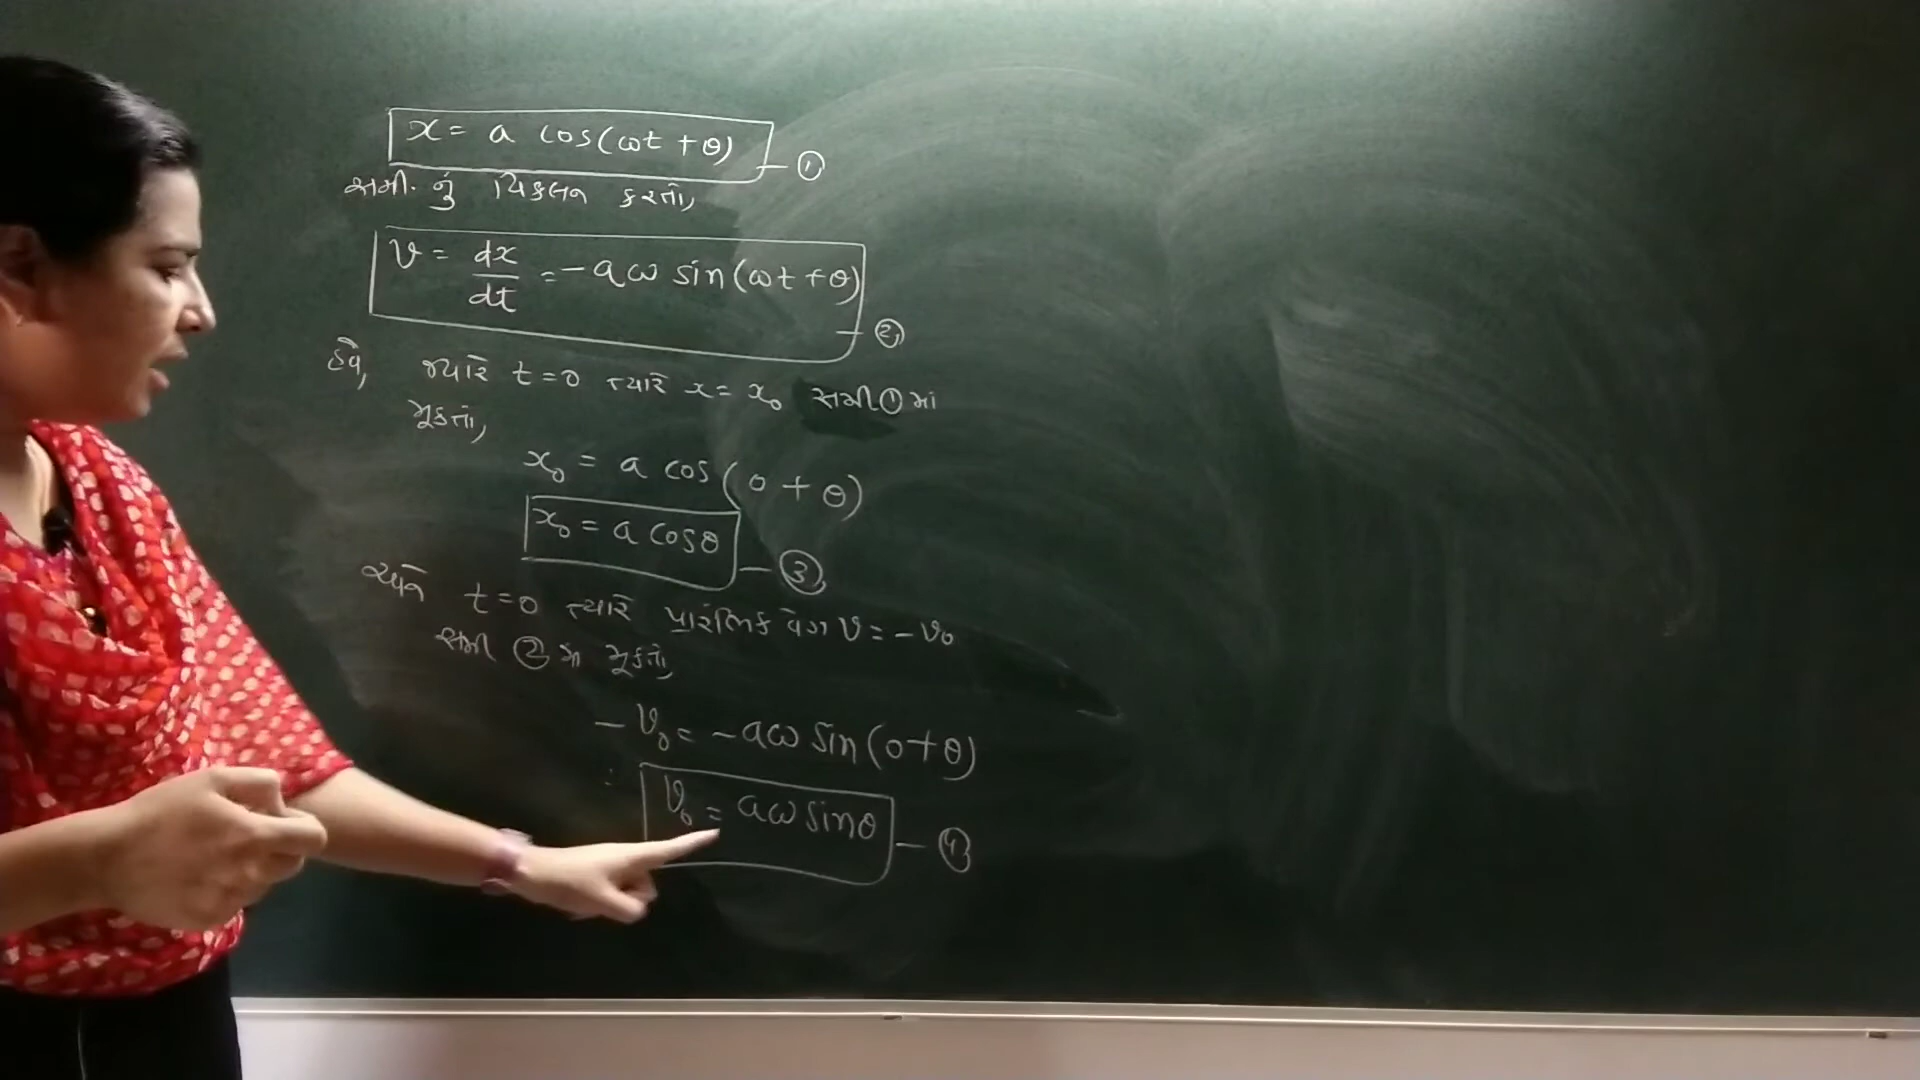 x = a cos(ωt + θ) — ①
સમી. નું વિકલન કરતાં,
v = dx/dt = - aω sin(ωt + θ) — ②
હવે, જ્યારે t = 0 ત્યારે x = x₀ સમી ① માં
મૂકતાં,
x₀ = a cos(0 + θ)
x₀ = a cosθ — ③
અને t = 0 ત્યારે પ્રારંભિક વેગ v = - v₀
સમી ② માં મૂકતાં,
- v₀ = - aω sin(0 + θ)
∴ v₀ = aω sinθ — ④